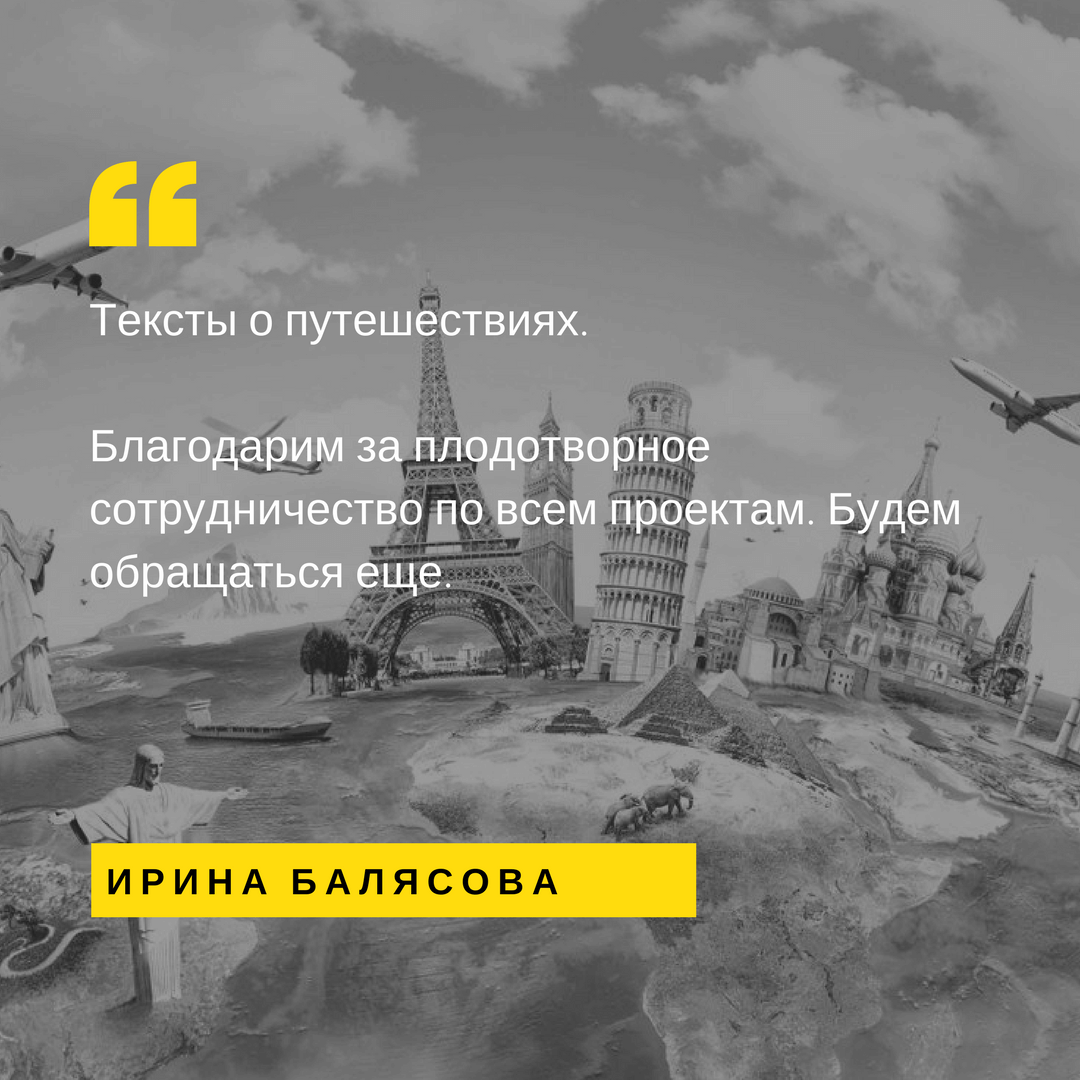 Тексты о путешествиях.
Благодарим за плодотворное
сотрудничество по всем проектам. Будем
обращаться еще.
ИРИНА БАЛЯСОВА